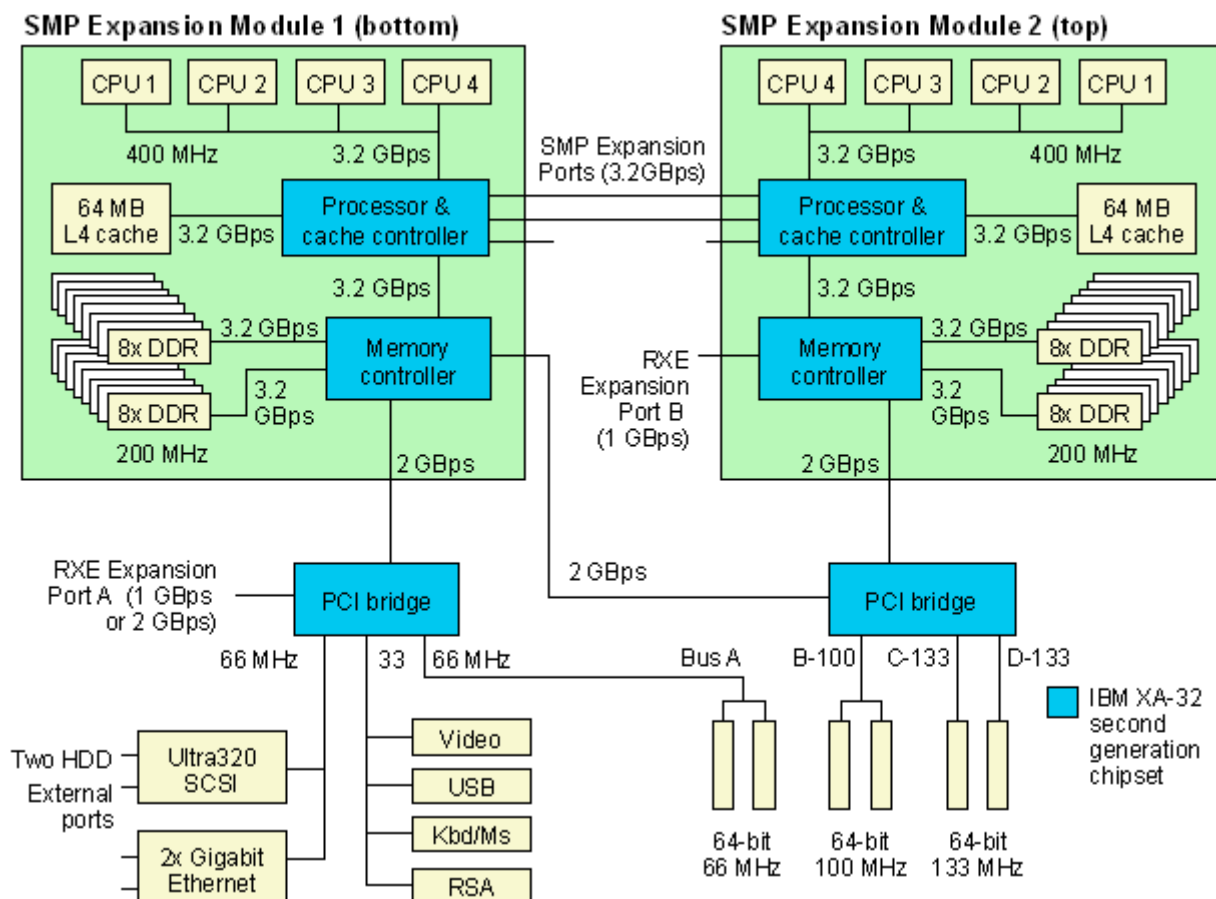 SMP Expansion Module 1 (bottom)
SMP Expansion Module 2 (top)
CPU 1
CPU 2
CPU 3
CPU 4
400 MHz
3.2 GBps
64 MB
L4 cache
3.2 GBps
Processor &
cache controller
3.2 GBps
8x DDR
3.2 GBps
8x DDR
3.2
GBps
200 MHz
Memory
controller
2 GBps
SMP Expansion
Ports (3.2GBps)
RXE
Expansion
Port B
(1 GBps)
CPU 4
CPU 3
CPU 2
CPU 1
3.2 GBps
400 MHz
Processor &
cache controller
3.2 GBps
64 MB
L4 cache
3.2 GBps
Memory
controller
3.2 GBps
8x DDR
3.2
GBps
8x DDR
200 MHz
2 GBps
RXE Expansion
Port A (1 GBps
or 2 GBps)
PCI bridge
2 GBps
PCI bridge
66 MHz
33
66 MHz
Bus A
B-100
C-133
D-133
IBM XA-32
second
generation
chipset
Two HDD
External
ports
Ultra320
SCSI
2x Gigabit
Ethernet
Video
USB
Kbd/Ms
RSA
64-bit
66 MHz
64-bit
100 MHz
64-bit
133 MHz